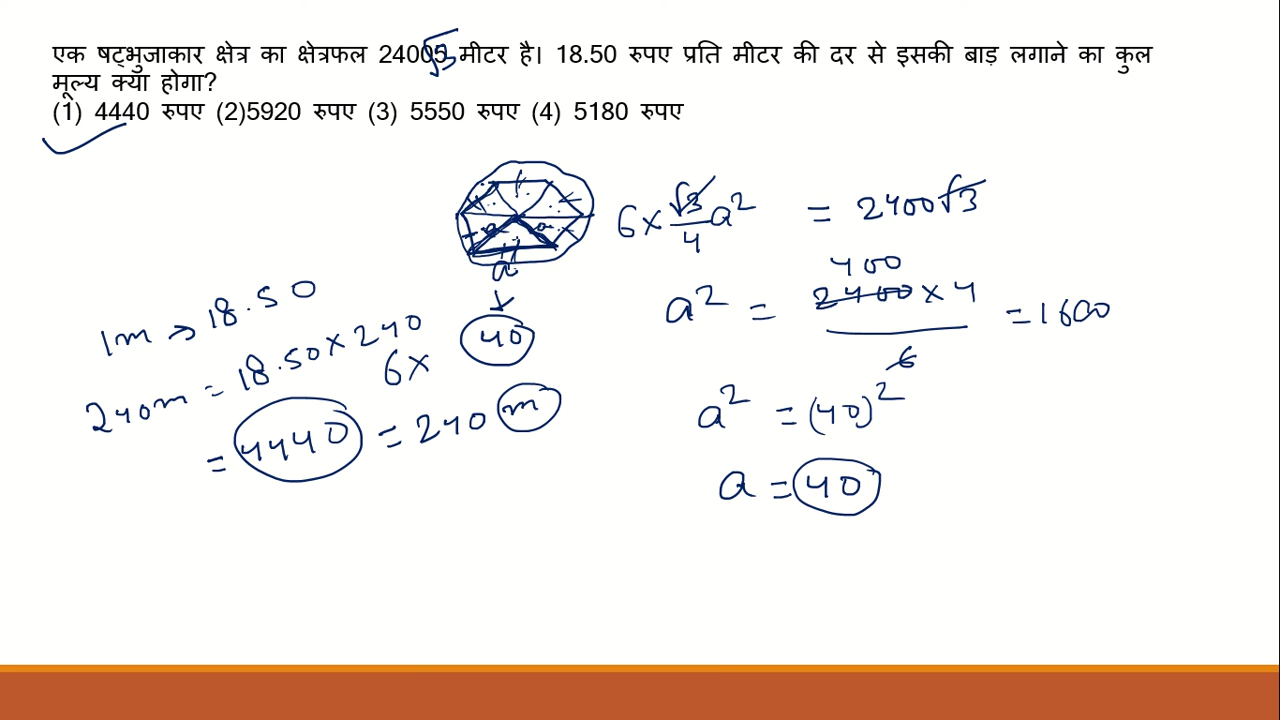 एक षट्भुजाकार क्षेत्र का क्षेत्रफल 2400√3 मीटर है। 18.50 रुपए प्रति मीटर की दर से इसकी बाड़ लगाने का कुल
मूल्य क्या होगा?
(1) 4440 रुपए (2)5920 रुपए (3) 5550 रुपए (4) 5180 रुपए
6 × √3/4 a² = 2400√3
a
400
a² = 2400 × 4 / 6 = 1600
a² = (40)²
a = 40
40
6×
= 240 m
1m → 18.50
240m = 18.50 × 240
= 4440